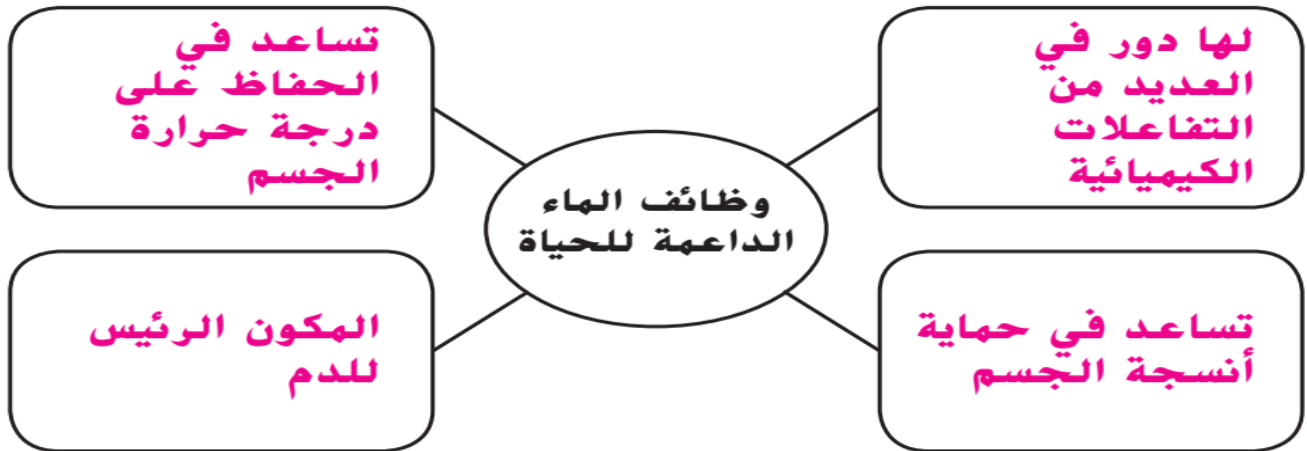 لها دور في
العديد من
التفاعلات
الكيميائية
تساعد في
الحفاظ على
درجة حرارة
الجسم
وظائف الماء
الداعمة للحياة
تساعد في حماية
أنسجة الجسم
المكون الرئيس
للدم